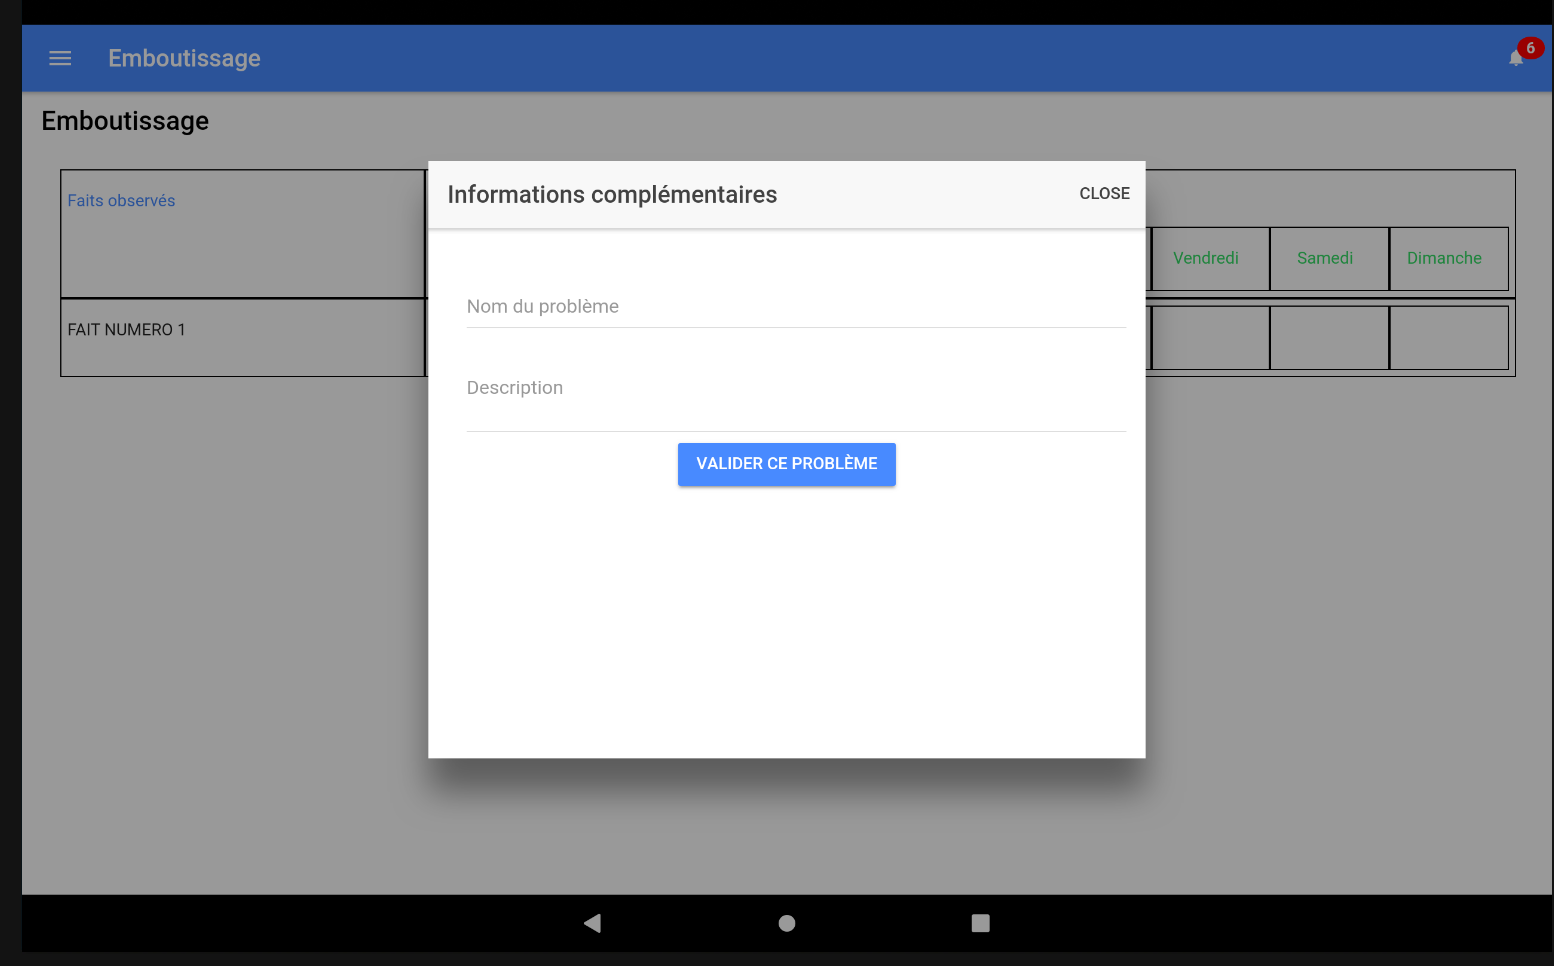 Emboutissage
6
Emboutissage
Informations complémentaires
CLOSE
Faits observés
Vendredi
Samedi
Dimanche
Nom du problème
FAIT NUMERO 1
Description
VALIDER CE PROBLÈME